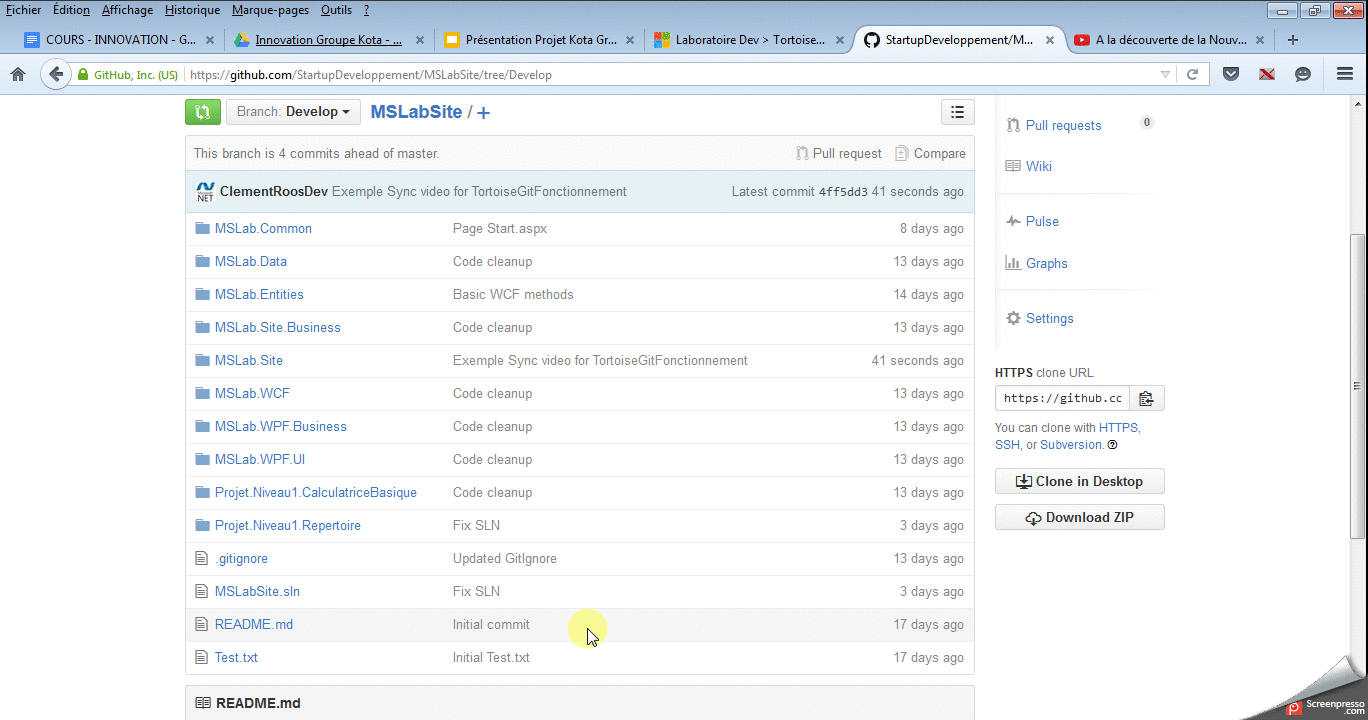 Fichier Édition Affichage Historique Marque-pages Outils ?
COURS - INNOVATION - G... Innovation Groupe Kota - ... Présentation Projet Kota Gr... Laboratoire Dev > Tortoise... StartupDeveloppement/M... A la découverte de la Nouv...
GitHub, Inc. (US) https://github.com/StartupDeveloppement/MSLabSite/tree/Develop
Branch: Develop MSLabSite / +
This branch is 4 commits ahead of master. Pull request Compare
.NET ClementRoosDev Exemple Sync video for TortoiseGitFonctionnement Latest commit 4ff5dd3 41 seconds ago
MSLab.Common Page Start.aspx 8 days ago
MSLab.Data Code cleanup 13 days ago
MSLab.Entities Basic WCF methods 14 days ago
MSLab.Site.Business Code cleanup 13 days ago
MSLab.Site Exemple Sync video for TortoiseGitFonctionnement 41 seconds ago
MSLab.WCF Code cleanup 13 days ago
MSLab.WPF.Business Code cleanup 13 days ago
MSLab.WPF.UI Code cleanup 13 days ago
Projet.Niveau1.CalculatriceBasique Code cleanup 13 days ago
Projet.Niveau1.Repertoire Fix SLN 3 days ago
.gitignore Updated GitIgnore 13 days ago
MSLabSite.sln Fix SLN 3 days ago
README.md Initial commit 17 days ago
Test.txt Initial Test.txt 17 days ago
README.md
Pull requests 0
Wiki
Pulse
Graphs
Settings
HTTPS clone URL
https://github.cc
You can clone with HTTPS,
SSH, or Subversion.
Clone in Desktop
Download ZIP
Screenpresso
.com